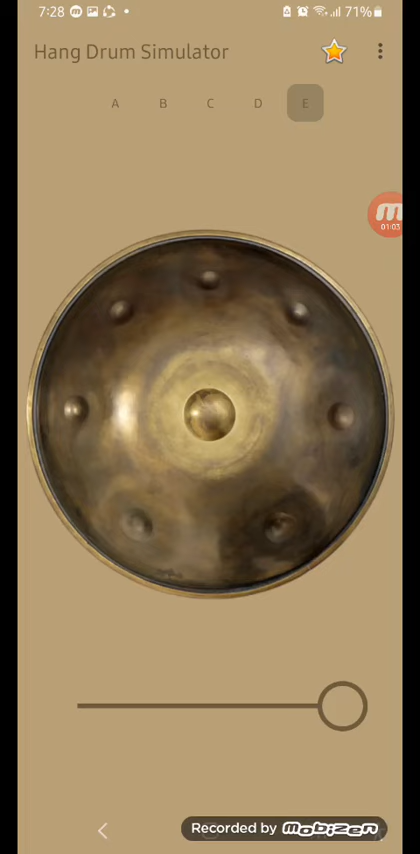 7:28 71%
Hang Drum Simulator
A B C D E
01:03
Recorded by mobizen